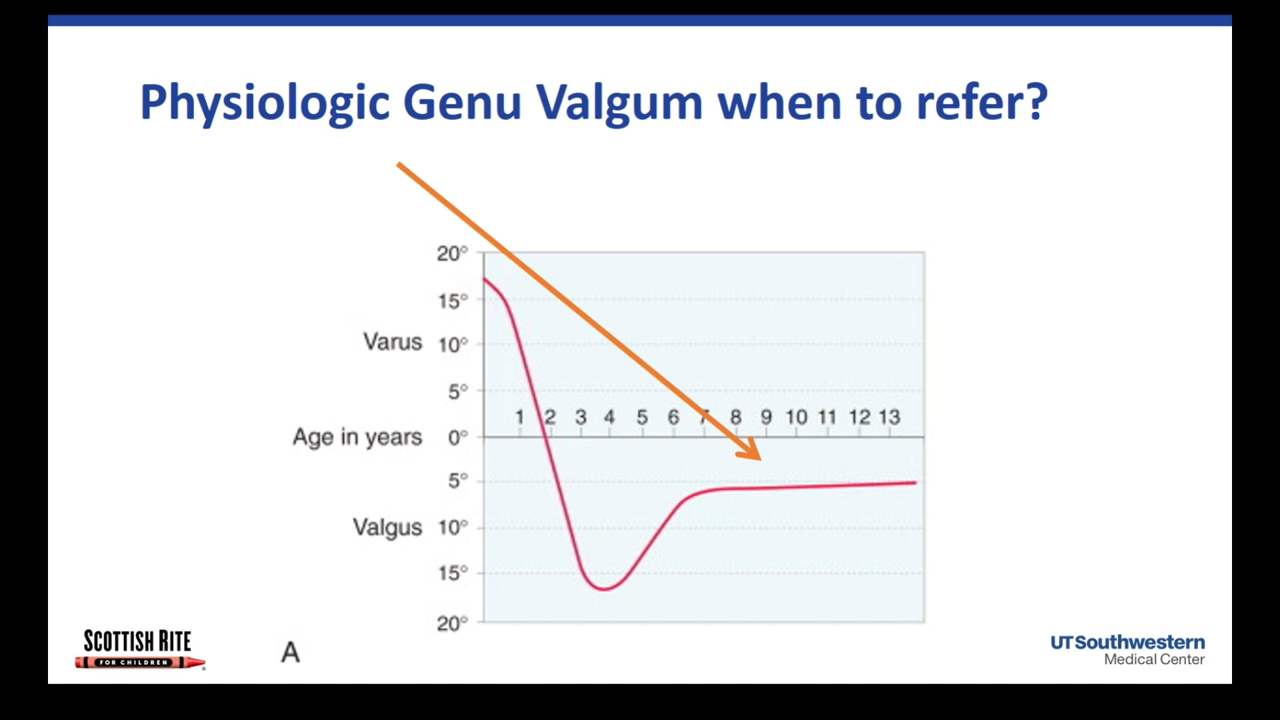 Physiologic Genu Valgum when to refer?
20°
15°
Varus 10°
5°
1 2 3 4 5 6 7 8 9 10 11 12 13
Age in years 0°
5°
Valgus 10°
15°
20°
A
SCOTTISH RITE
FOR CHILDREN
UTSouthwestern
Medical Center